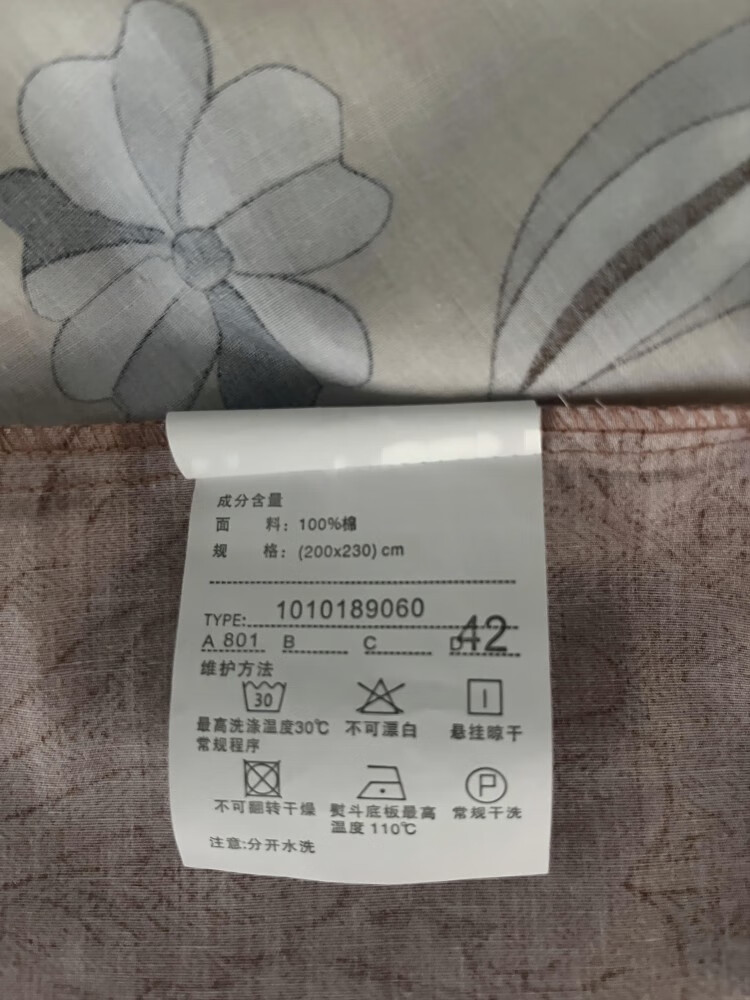 成分含量
面 料：100%棉
规 格：(200x230) cm
TYPE: 1010189060
A 801 B C D 42
维护方法
30
最高洗涤温度30℃ 不可漂白 悬挂晾干
常规程序
P
不可翻转干燥 熨斗底板最高 常规干洗
温度 110℃
注意:分开水洗